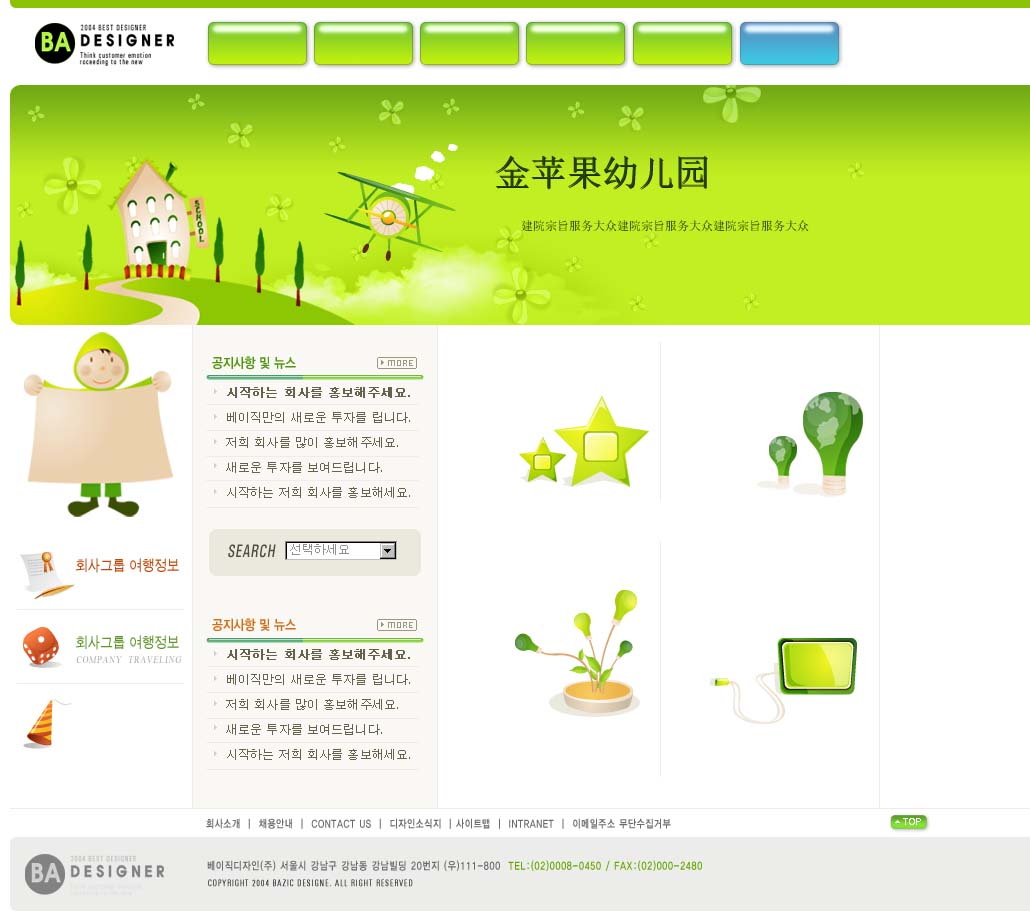 2004 BEST DESIGNER
BA DESIGNER
Think customer emotion
roceeding to the new
金苹果幼儿园
建院宗旨服务大众建院宗旨服务大众建院宗旨服务大众
SCHOOL
공지사항 및 뉴스
MORE
시작하는 회사를 홍보해주세요.
베이직만의 새로운 투자를 립니다.
저희 회사를 많이 홍보해주세요.
새로운 투자를 보여드립니다.
시작하는 저희 회사를 홍보해세요.
SEARCH 선택하세요
회사그룹 여행정보
회사그룹 여행정보
COMPANY TRAVELING
공지사항 및 뉴스
MORE
시작하는 회사를 홍보해주세요.
베이직만의 새로운 투자를 립니다.
저희 회사를 많이 홍보해주세요.
새로운 투자를 보여드립니다.
시작하는 저희 회사를 홍보해세요.
회사소개 | 채용안내 | CONTACT US | 디자인소식지 | 사이트맵 | INTRANET | 이메일주소 무단수집거부
TOP
2004 BEST DESIGNER
BA DESIGNER
Think customer emotion
roceeding to the new
베이직디자인(주) 서울시 강남구 강남동 강남빌딩 20번지 (우)111-800 TEL:(02)0008-0450 / FAX:(02)000-2480
COPYRIGHT 2004 BAZIC DESIGNE. ALL RIGHT RESERVED